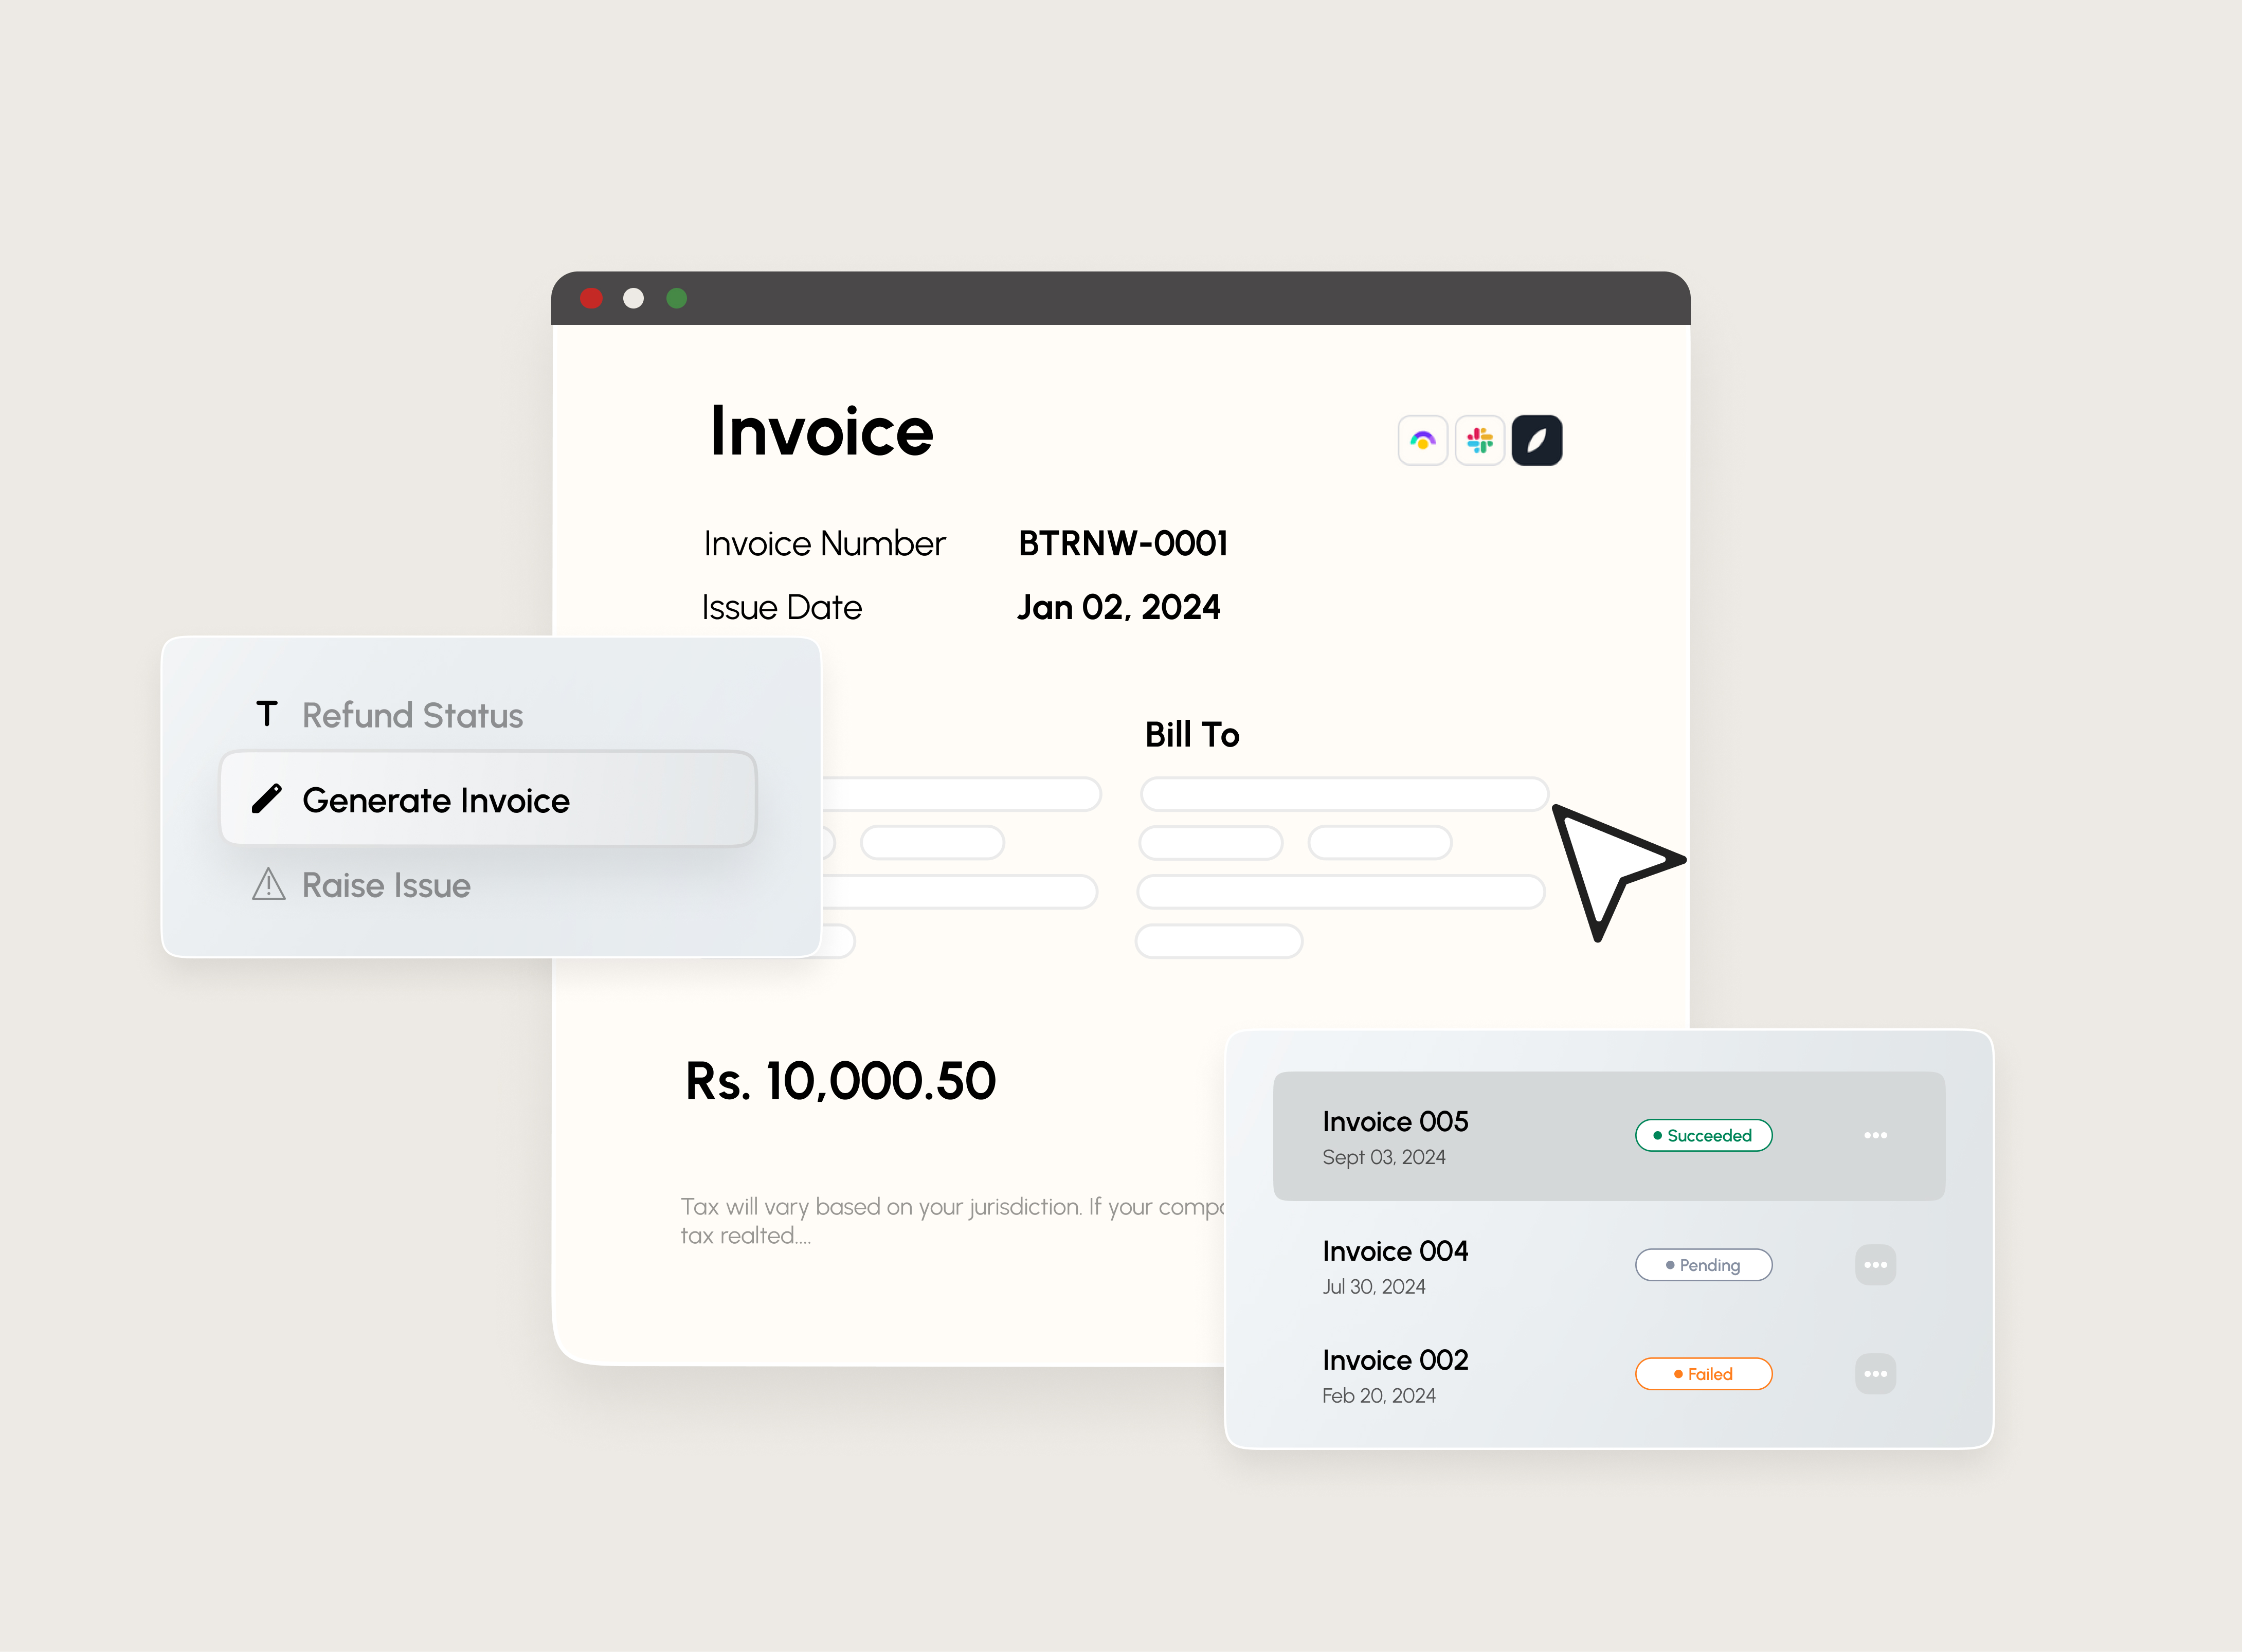 Invoice
Invoice Number BTRNW-0001
Issue Date Jan 02, 2024
T Refund Status
Generate Invoice
Raise Issue
Bill To
Rs. 10,000.50
Tax will vary based on your jurisdiction. If your
tax realted....
Invoice 005
Sept 03, 2024
Succeeded
Invoice 004
Jul 30, 2024
Pending
Invoice 002
Feb 20, 2024
Failed